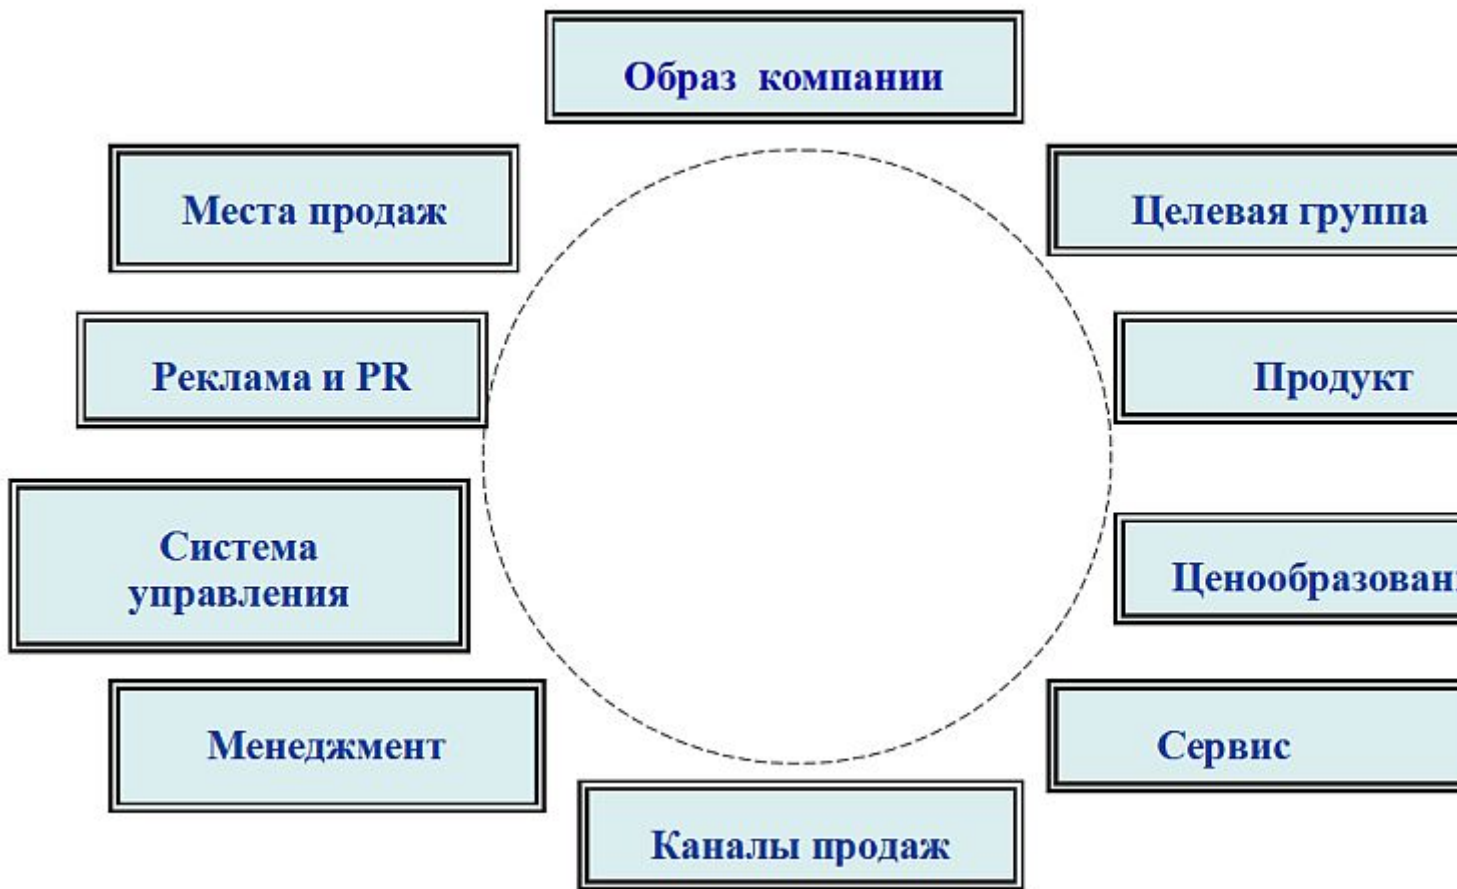 Образ компании
Места продаж
Целевая группа
Реклама и PR
Продукт
Система
управления
Ценообразован
Менеджмент
Сервис
Каналы продаж